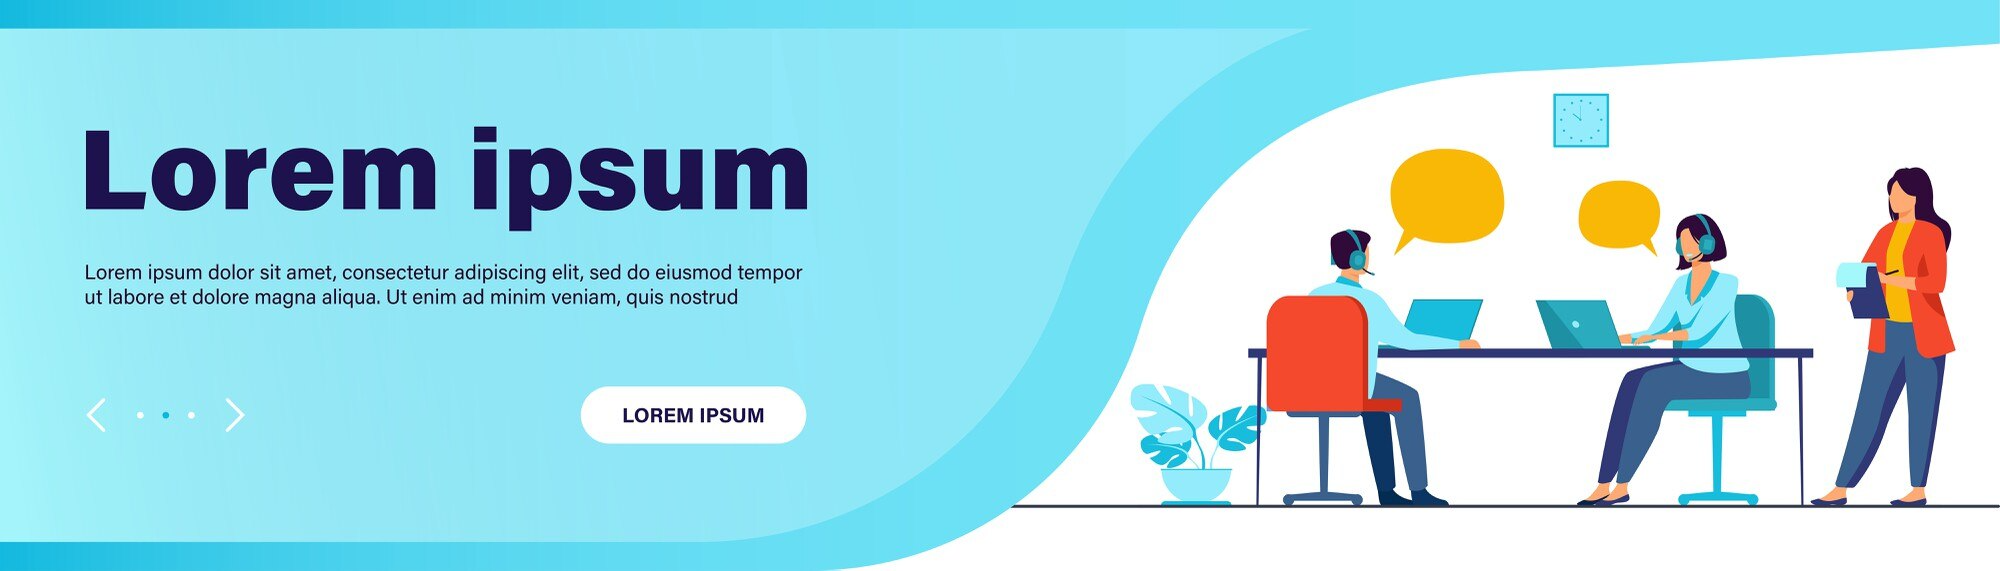 Lorem ipsum
Lorem ipsum dolor sit amet, consectetur adipiscing elit, sed do eiusmod tempor
ut labore et dolore magna aliqua. Ut enim ad minim veniam, quis nostrud
LOREM IPSUM